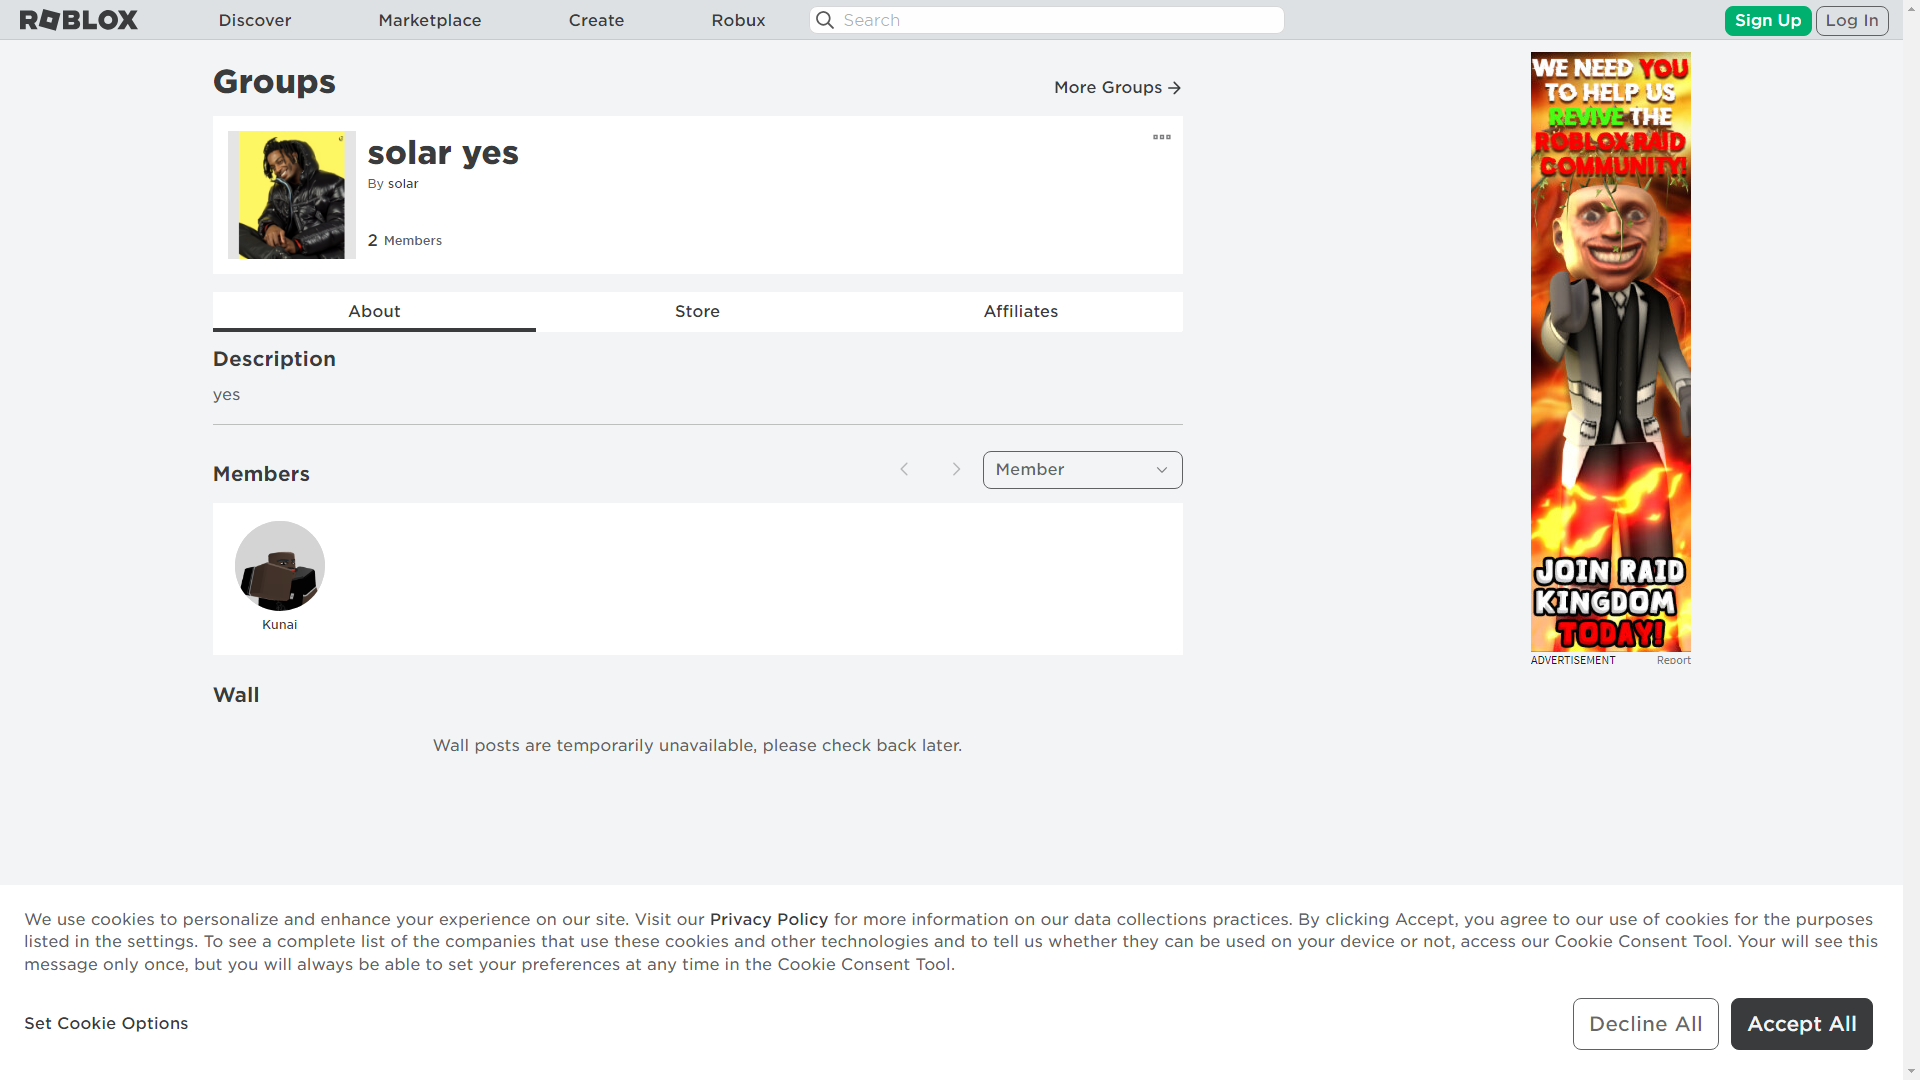 ROBLOX
Discover
Marketplace
Create
Robux
Search
Sign Up
Log In
Groups
More Groups
solar yes
By solar
2 Members
About
Store
Affiliates
Description
yes
Members
Member
Kunai
Wall
Wall posts are temporarily unavailable, please check back later.
WE NEED YOU
TO HELP US
REVIVE THE
ROBLOX RAID
COMMUNITY!
JOIN RAID
KINGDOM
TODAY!
ADVERTISEMENT
Report
We use cookies to personalize and enhance your experience on our site. Visit our Privacy Policy for more information on our data collections practices. By clicking Accept, you agree to our use of cookies for the purposes
listed in the settings. To see a complete list of the companies that use these cookies and other technologies and to tell us whether they can be used on your device or not, access our Cookie Consent Tool. Your will see this
message only once, but you will always be able to set your preferences at any time in the Cookie Consent Tool.
Set Cookie Options
Decline All
Accept All